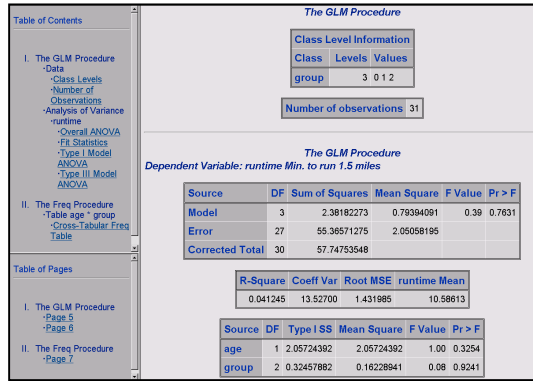 Table of Contents
I. The GLM Procedure
·Data
·Class Levels
·Number of
Observations
·Analysis of Variance
·runtime
·Overall ANOVA
·Fit Statistics
·Type I Model
ANOVA
·Type III Model
ANOVA
II. The Freq Procedure
·Table age * group
·Cross-Tabular Freq
Table
Table of Pages
I. The GLM Procedure
·Page 5
·Page 6
II. The Freq Procedure
·Page 7
The GLM Procedure
Class Level Information
Class Levels Values
group 3 0 1 2
Number of observations 31
The GLM Procedure
Dependent Variable: runtime Min. to run 1.5 miles
Source DF Sum of Squares Mean Square F Value Pr > F
Model 3 2.38182273 0.79394091 0.39 0.7631
Error 27 55.36571275 2.05058195
Corrected Total 30 57.74753548
R-Square Coeff Var Root MSE runtime Mean
0.041245 13.52700 1.431985 10.58613
Source DF Type I SS Mean Square F Value Pr > F
age 1 2.05724392 2.05724392 1.00 0.3254
group 2 0.32457882 0.16228941 0.08 0.9241